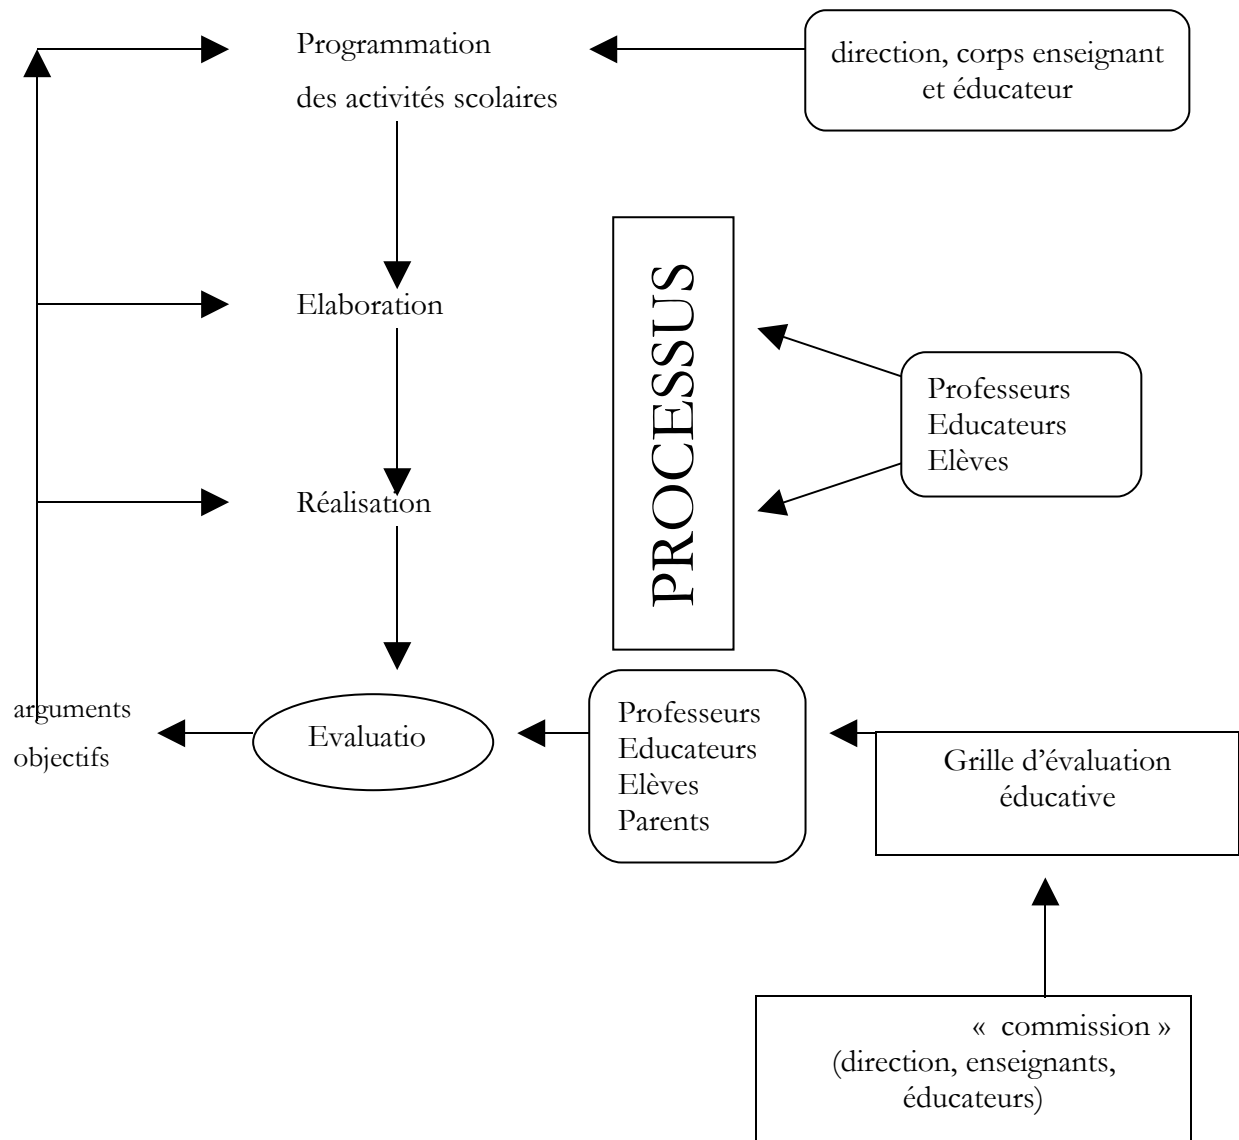 Programmation
des activités scolaires
direction, corps enseignant
et éducateur
Elaboration
PROCESSUS
Professeurs
Educateurs
Elèves
Réalisation
arguments
objectifs
Evaluatio
Professeurs
Educateurs
Elèves
Parents
Grille d’évaluation
éducative
« commission »
(direction, enseignants,
éducateurs)